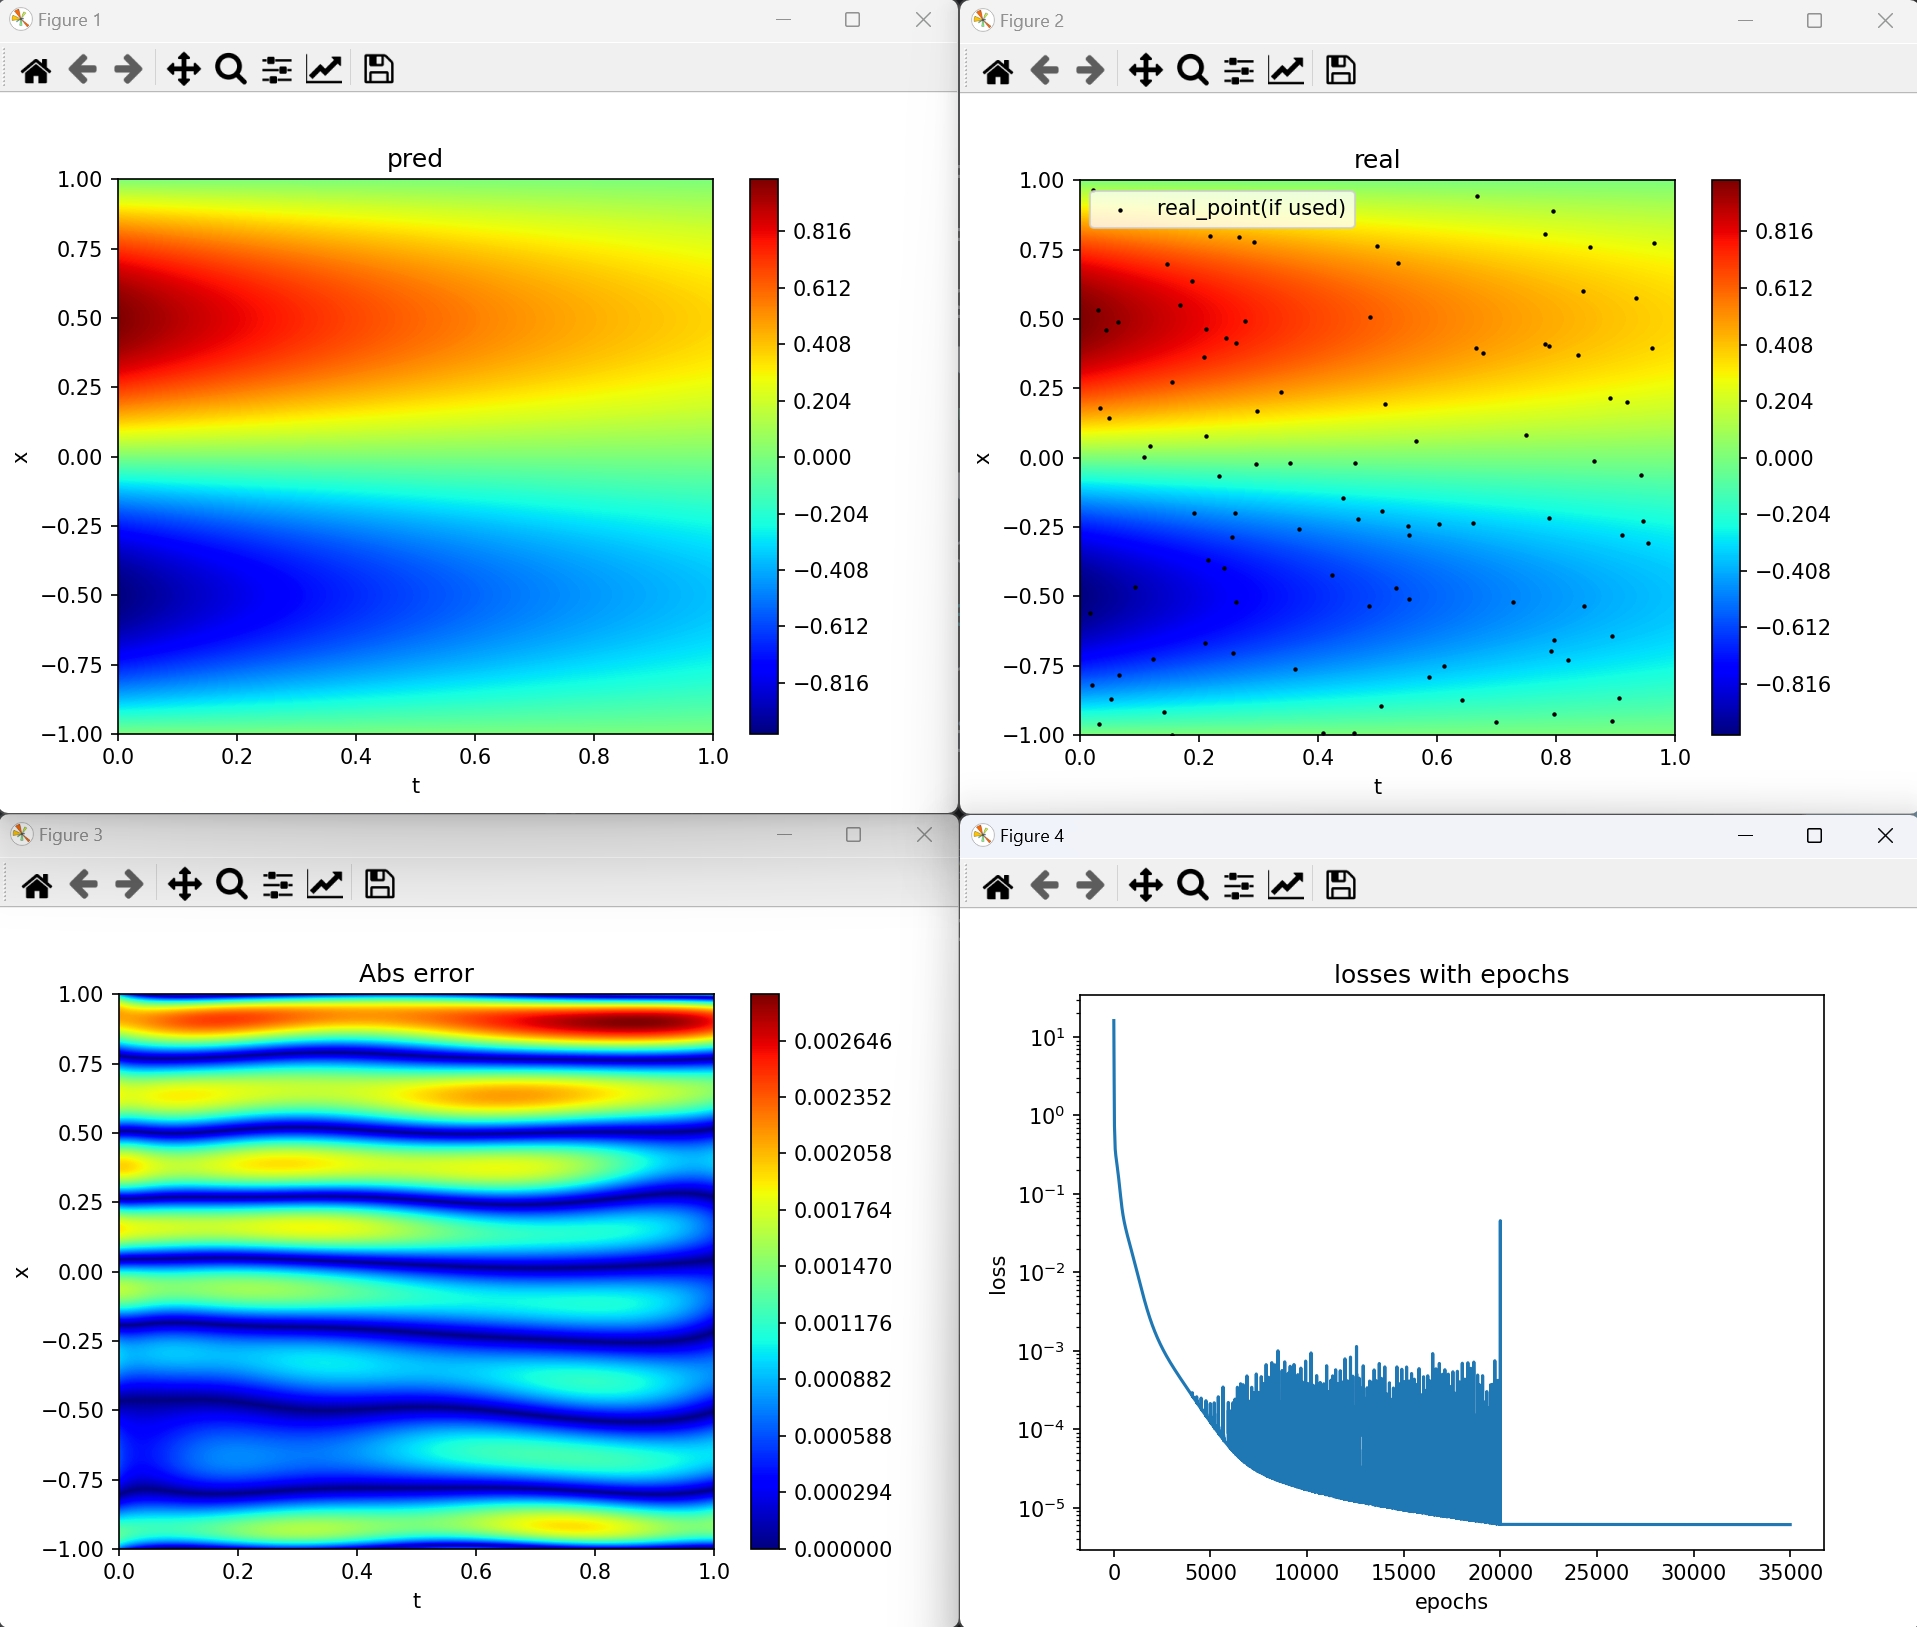 Figure 1
pred
1.00
0.75
0.50
0.25
0.00
−0.25
−0.50
−0.75
−1.00
x
0.0 0.2 0.4 0.6 0.8 1.0
t
0.816
0.612
0.408
0.204
0.000
−0.204
−0.408
−0.612
−0.816
Figure 2
real
real_point(if used)
1.00
0.75
0.50
0.25
0.00
−0.25
−0.50
−0.75
−1.00
x
0.0 0.2 0.4 0.6 0.8 1.0
t
0.816
0.612
0.408
0.204
0.000
−0.204
−0.408
−0.612
−0.816
Figure 3
Abs error
1.00
0.75
0.50
0.25
0.00
−0.25
−0.50
−0.75
−1.00
x
0.0 0.2 0.4 0.6 0.8 1.0
t
0.002646
0.002352
0.002058
0.001764
0.001470
0.001176
0.000882
0.000588
0.000294
0.000000
Figure 4
losses with epochs
10¹
10⁰
10⁻¹
10⁻²
10⁻³
10⁻⁴
10⁻⁵
loss
0 5000 10000 15000 20000 25000 30000 35000
epochs